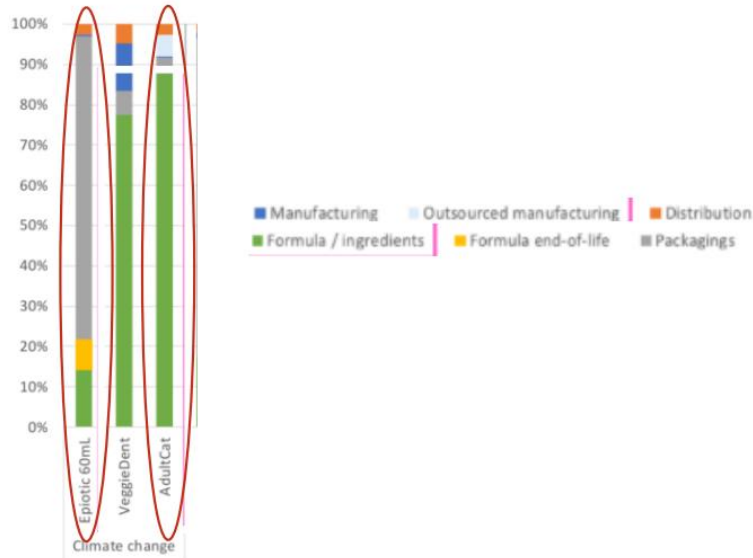 100%
90%
80%
70%
60%
50%
40%
30%
20%
10%
0%
Epiotic 60mL
VeggieDent
AdultCat
Climate change
Manufacturing
Outsourced manufacturing
Distribution
Formula / ingredients
Formula end-of-life
Packagings